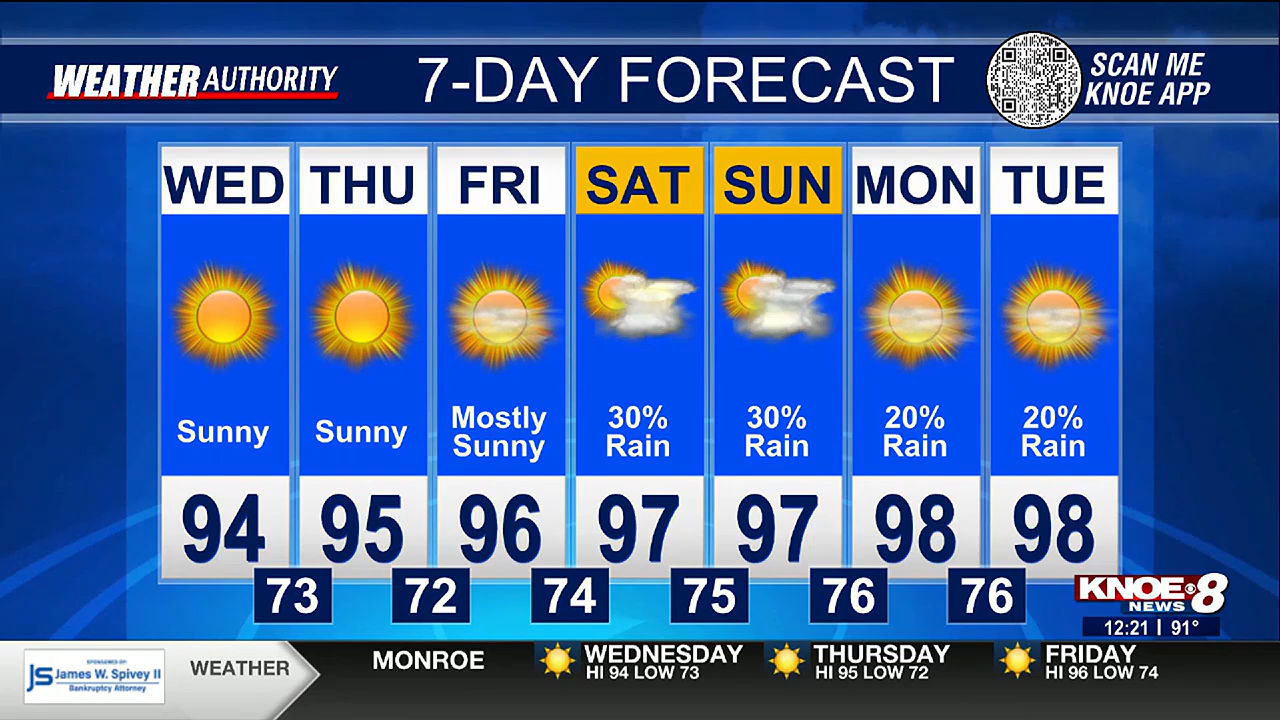 WEATHER AUTHORITY
7-DAY FORECAST
SCAN ME
KNOE APP
WED THU FRI SAT SUN MON TUE
Sunny
Sunny
Mostly
Sunny
30%
Rain
30%
Rain
20%
Rain
20%
Rain
94 95 96 97 97 98 98
73 72 74 75 76 76
KNOE 8
NEWS
12:21 | 91°
SPONSORED BY:
JS James W. Spivey II
Bankruptcy Attorney
WEATHER
MONROE
WEDNESDAY
HI 94 LOW 73
THURSDAY
HI 95 LOW 72
FRIDAY
HI 96 LOW 74